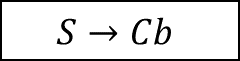 S → Cb